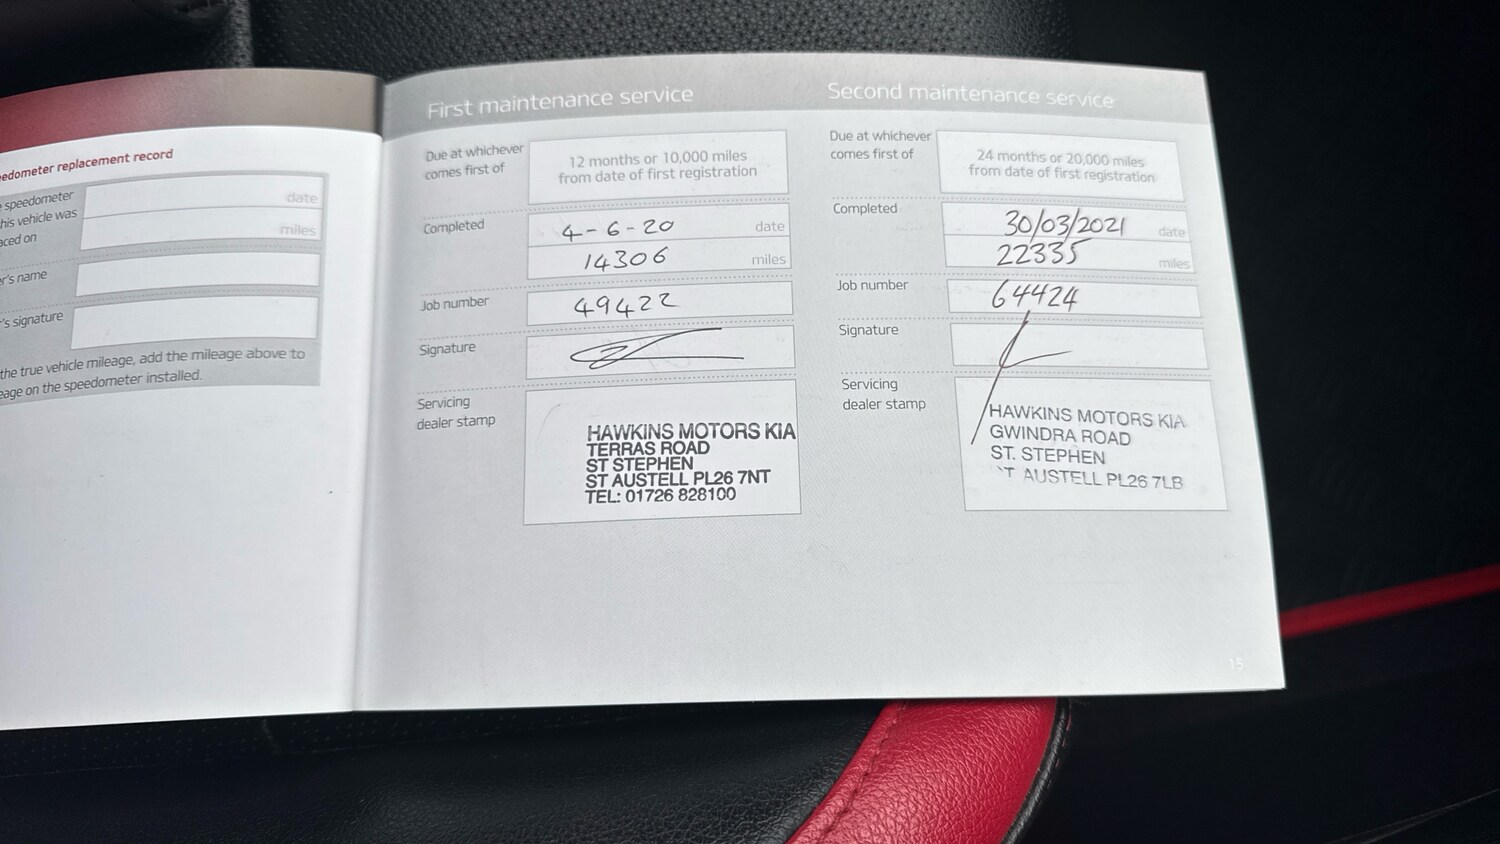 eedometer replacement record
speedometer
his vehicle was
aced on
date
miles
er's name
's signature
the true vehicle mileage, add the mileage above to
eage on the speedometer installed.
First maintenance service
Due at whichever
comes first of
12 months or 10,000 miles
from date of first registration
Completed
4-6-20 date
14306 miles
Job number
49422
Signature
Servicing
dealer stamp
HAWKINS MOTORS KIA
TERRAS ROAD
ST STEPHEN
ST AUSTELL PL26 7NT
TEL: 01726 828100
Second maintenance service
Due at whichever
comes first of
24 months or 20,000 miles
from date of first registration
Completed
30/03/2021 date
22335 miles
Job number
64424
Signature
Servicing
dealer stamp
HAWKINS MOTORS KIA
GWINDRA ROAD
ST. STEPHEN
ST AUSTELL PL26 7LB
15